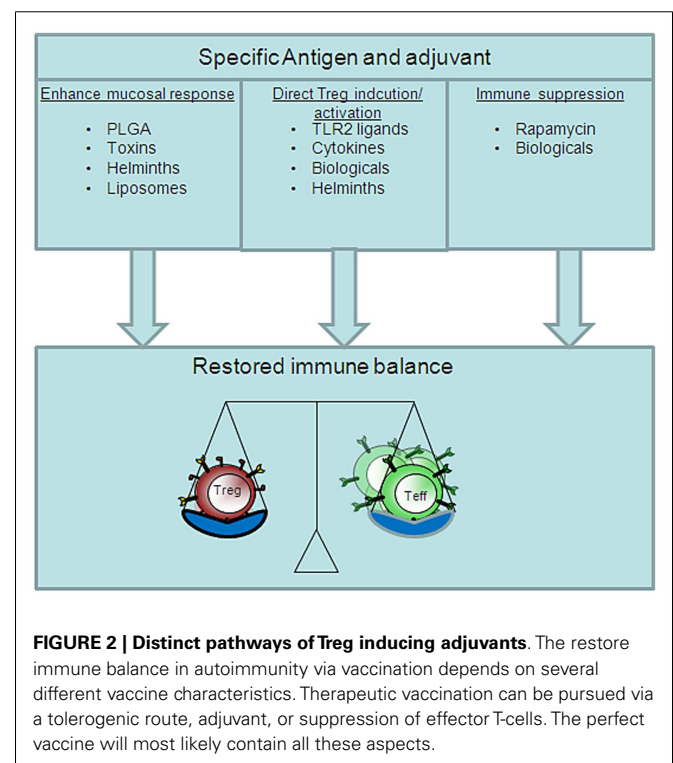 Specific Antigen and adjuvant
Enhance mucosal response
• PLGA
• Toxins
• Helminths
• Liposomes
Direct Treg indcution/
activation
• TLR2 ligands
• Cytokines
• Biologicals
• Helminths
Immune suppression
• Rapamycin
• Biologicals
Restored immune balance
Treg
Teff
FIGURE 2 | Distinct pathways of Treg inducing adjuvants. The restore
immune balance in autoimmunity via vaccination depends on several
different vaccine characteristics. Therapeutic vaccination can be pursued via
a tolerogenic route, adjuvant, or suppression of effector T-cells. The perfect
vaccine will most likely contain all these aspects.